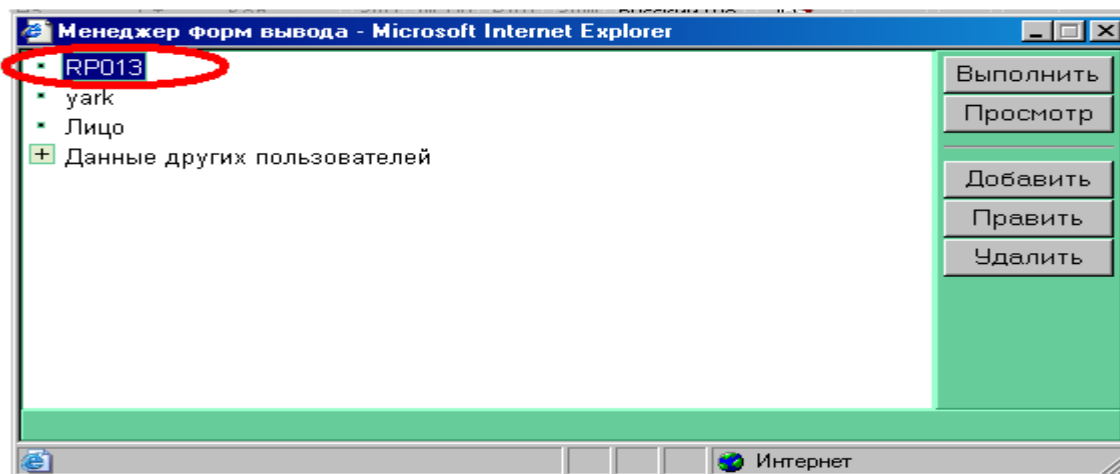 Менеджер форм вывода - Microsoft Internet Explorer
RP013
yark
Лицо
Данные других пользователей
Выполнить
Просмотр
Добавить
Править
Удалить
Интернет